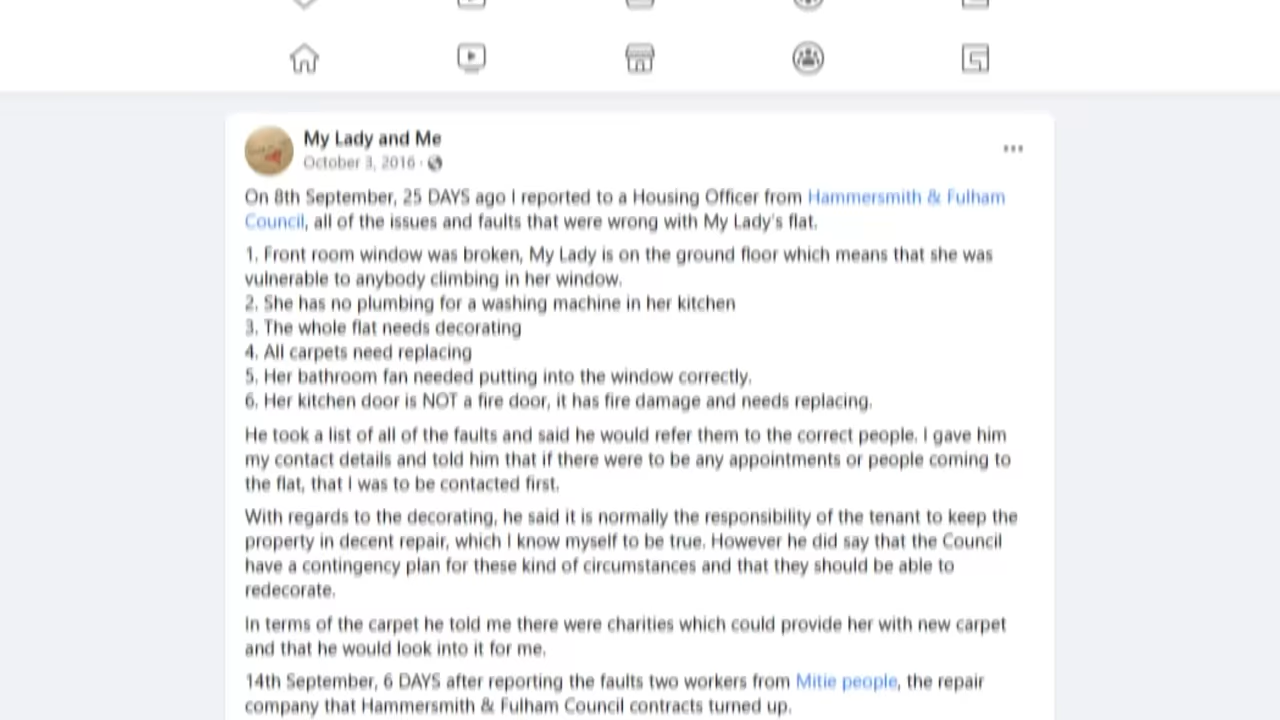 My Lady and Me
October 3, 2016 ·
On 8th September, 25 DAYS ago I reported to a Housing Officer from Hammersmith & Fulham
Council, all of the issues and faults that were wrong with My Lady's flat.
1. Front room window was broken, My Lady is on the ground floor which means that she was
vulnerable to anybody climbing in her window.
2. She has no plumbing for a washing machine in her kitchen
3. The whole flat needs decorating
4. All carpets need replacing
5. Her bathroom fan needed putting into the window correctly.
6. Her kitchen door is NOT a fire door, it has fire damage and needs replacing.
He took a list of all of the faults and said he would refer them to the correct people. I gave him
my contact details and told him that if there were to be any appointments or people coming to
the flat, that I was to be contacted first.
With regards to the decorating, he said it is normally the responsibility of the tenant to keep the
property in decent repair, which I know myself to be true. However he did say that the Council
have a contingency plan for these kind of circumstances and that they should be able to
redecorate.
In terms of the carpet he told me there were charities which could provide her with new carpet
and that he would look into it for me.
14th September, 6 DAYS after reporting the faults two workers from Mitie people, the repair
company that Hammersmith & Fulham Council contracts turned up.